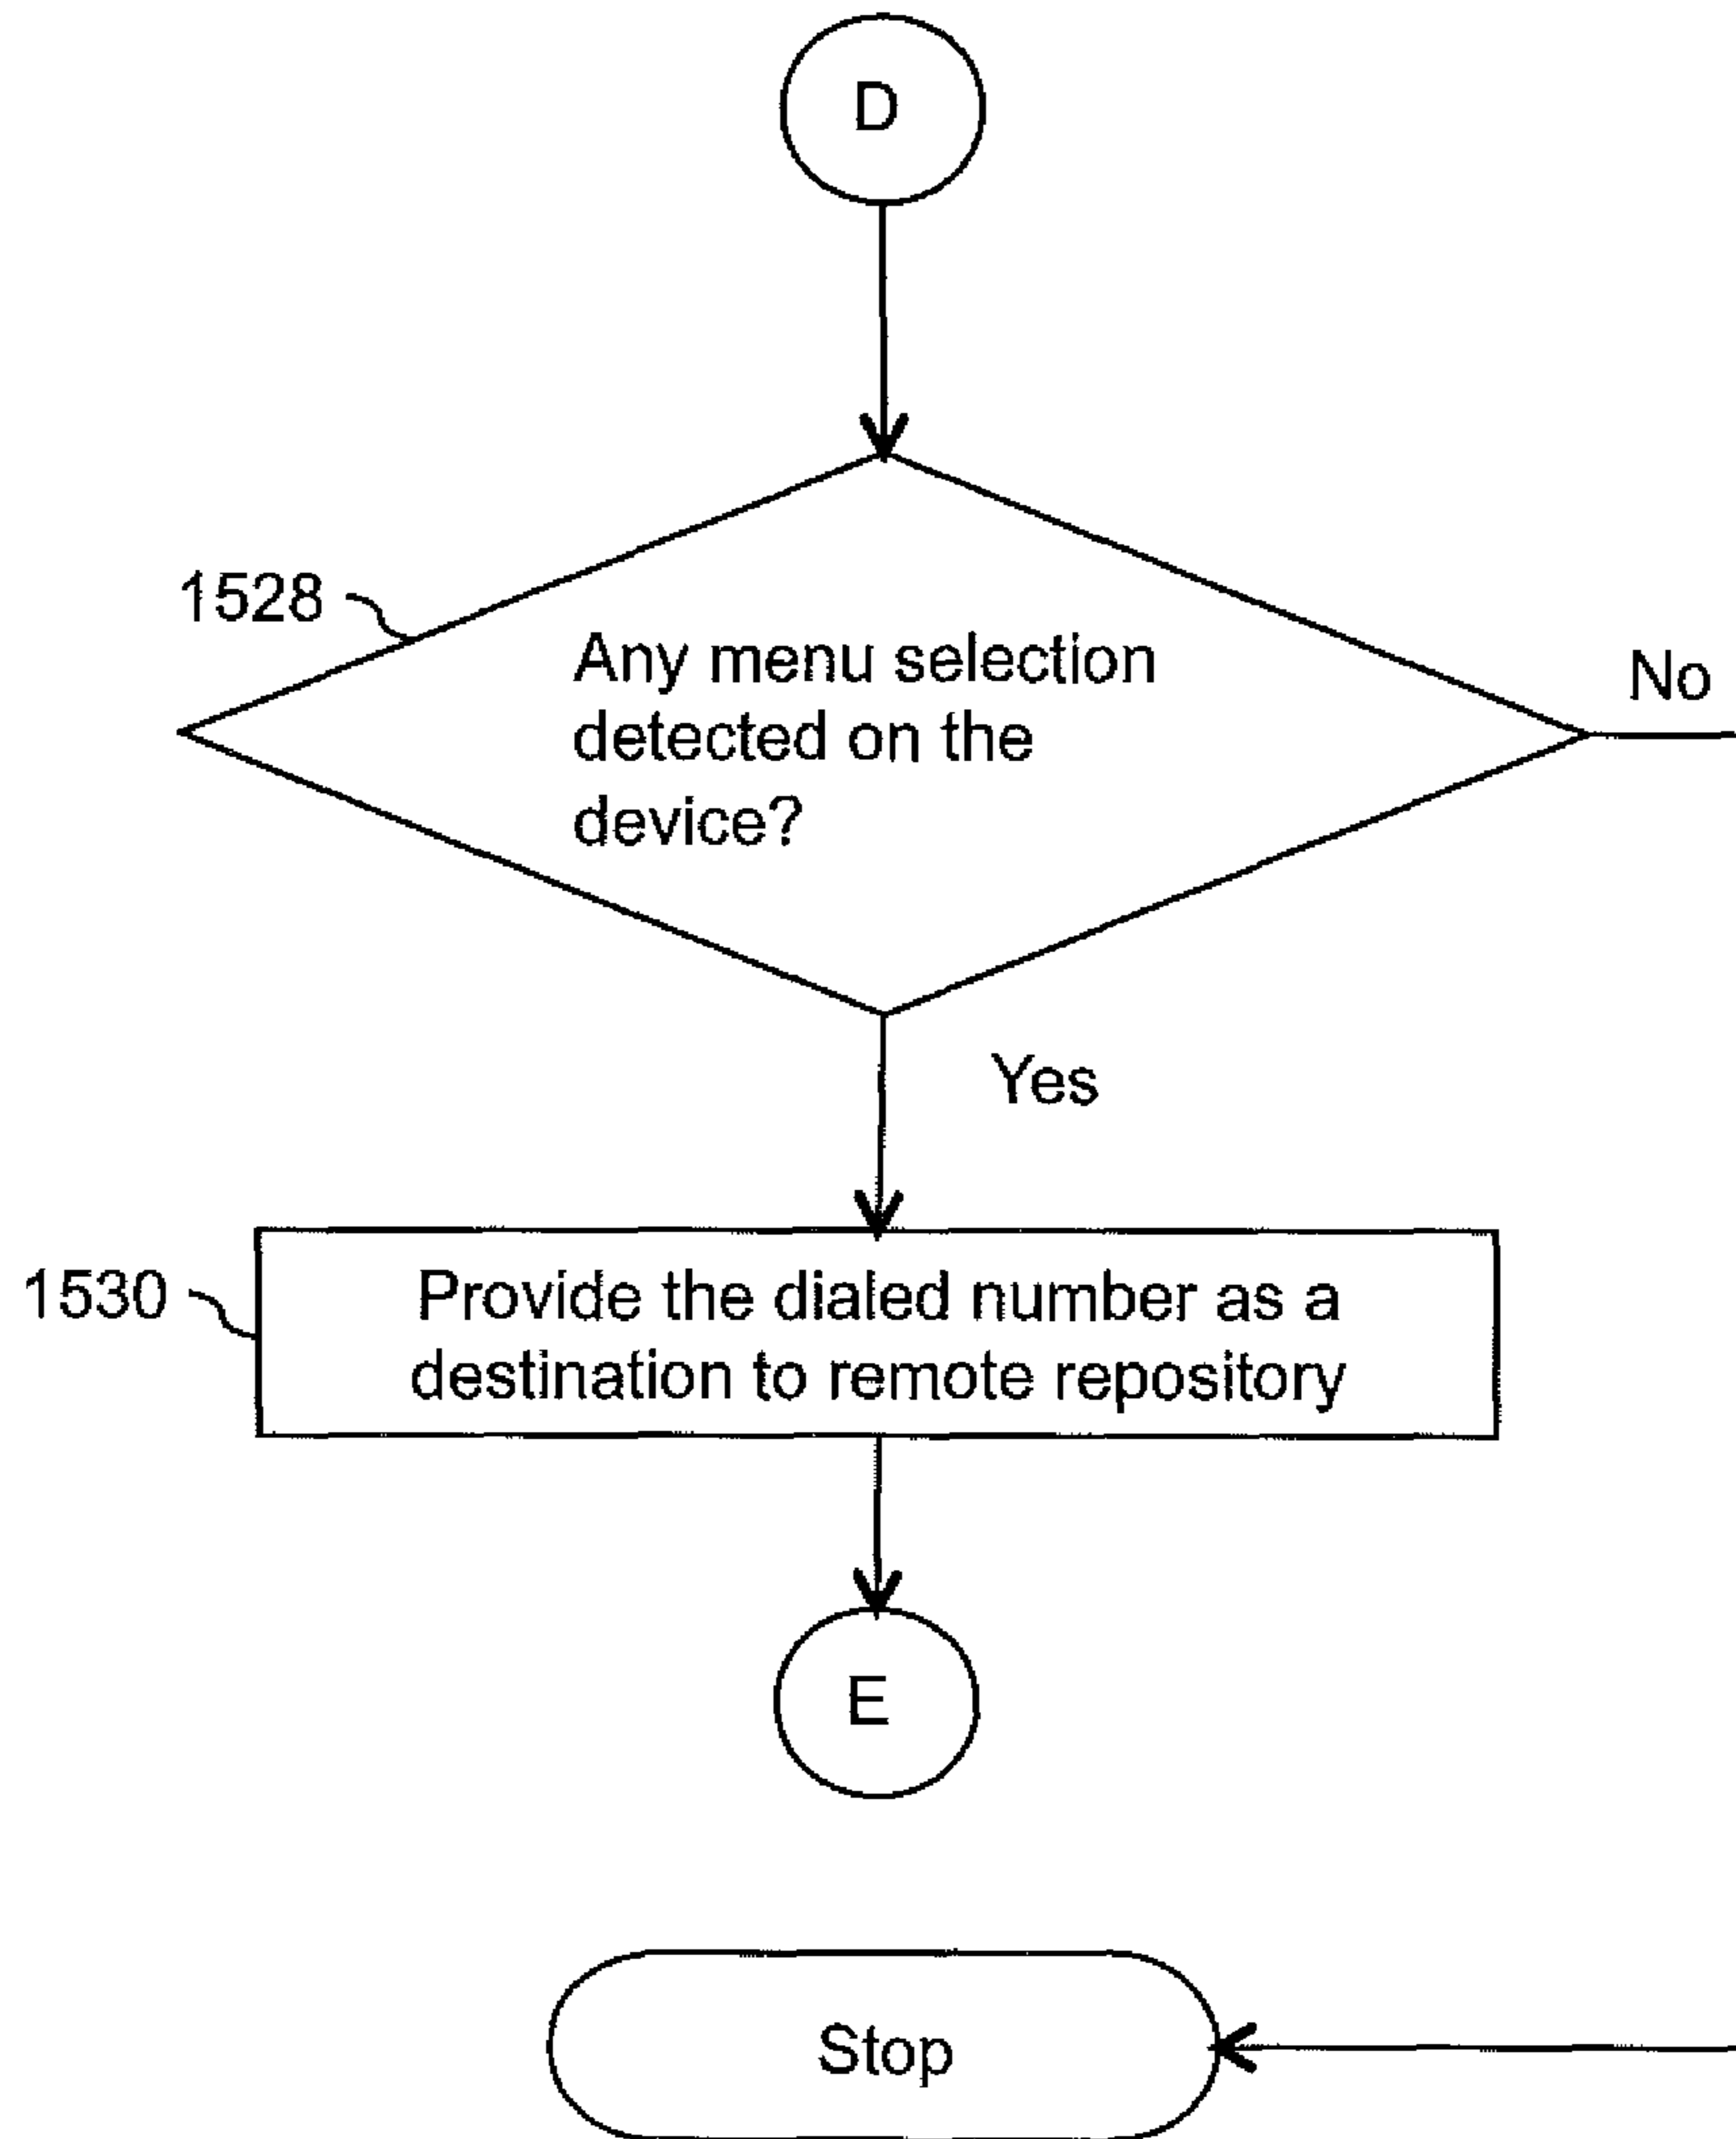 D
1528
Any menu selection
detected on the
device?
No
Yes
1530
Provide the dialed number as a
destination to remote repository
E
Stop